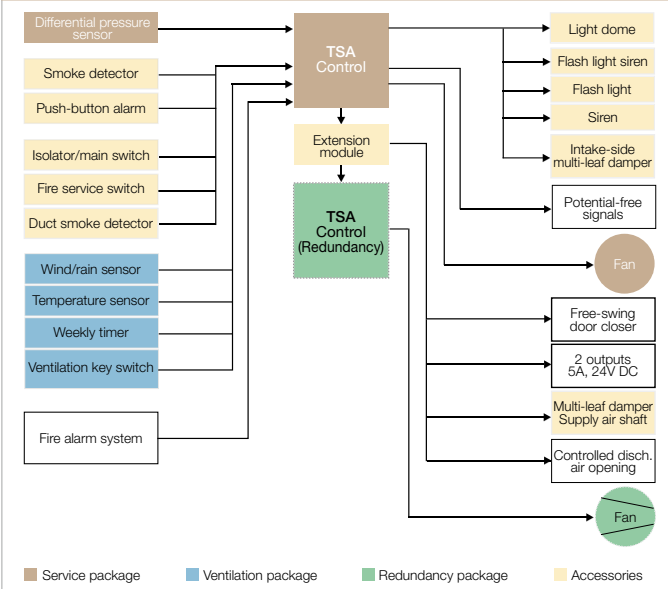 Differential pressure
sensor
Smoke detector
Push-button alarm
Isolator/main switch
Fire service switch
Duct smoke detector
Wind/rain sensor
Temperature sensor
Weekly timer
Ventilation key switch
Fire alarm system
TSA
Control
Extension
module
TSA
Control
(Redundancy)
Light dome
Flash light siren
Flash light
Siren
Intake-side
multi-leaf damper
Potential-free
signals
Fan
Free-swing
door closer
2 outputs
5A, 24V DC
Multi-leaf damper
Supply air shaft
Controlled disch.
air opening
Fan
Service package
Ventilation package
Redundancy package
Accessories